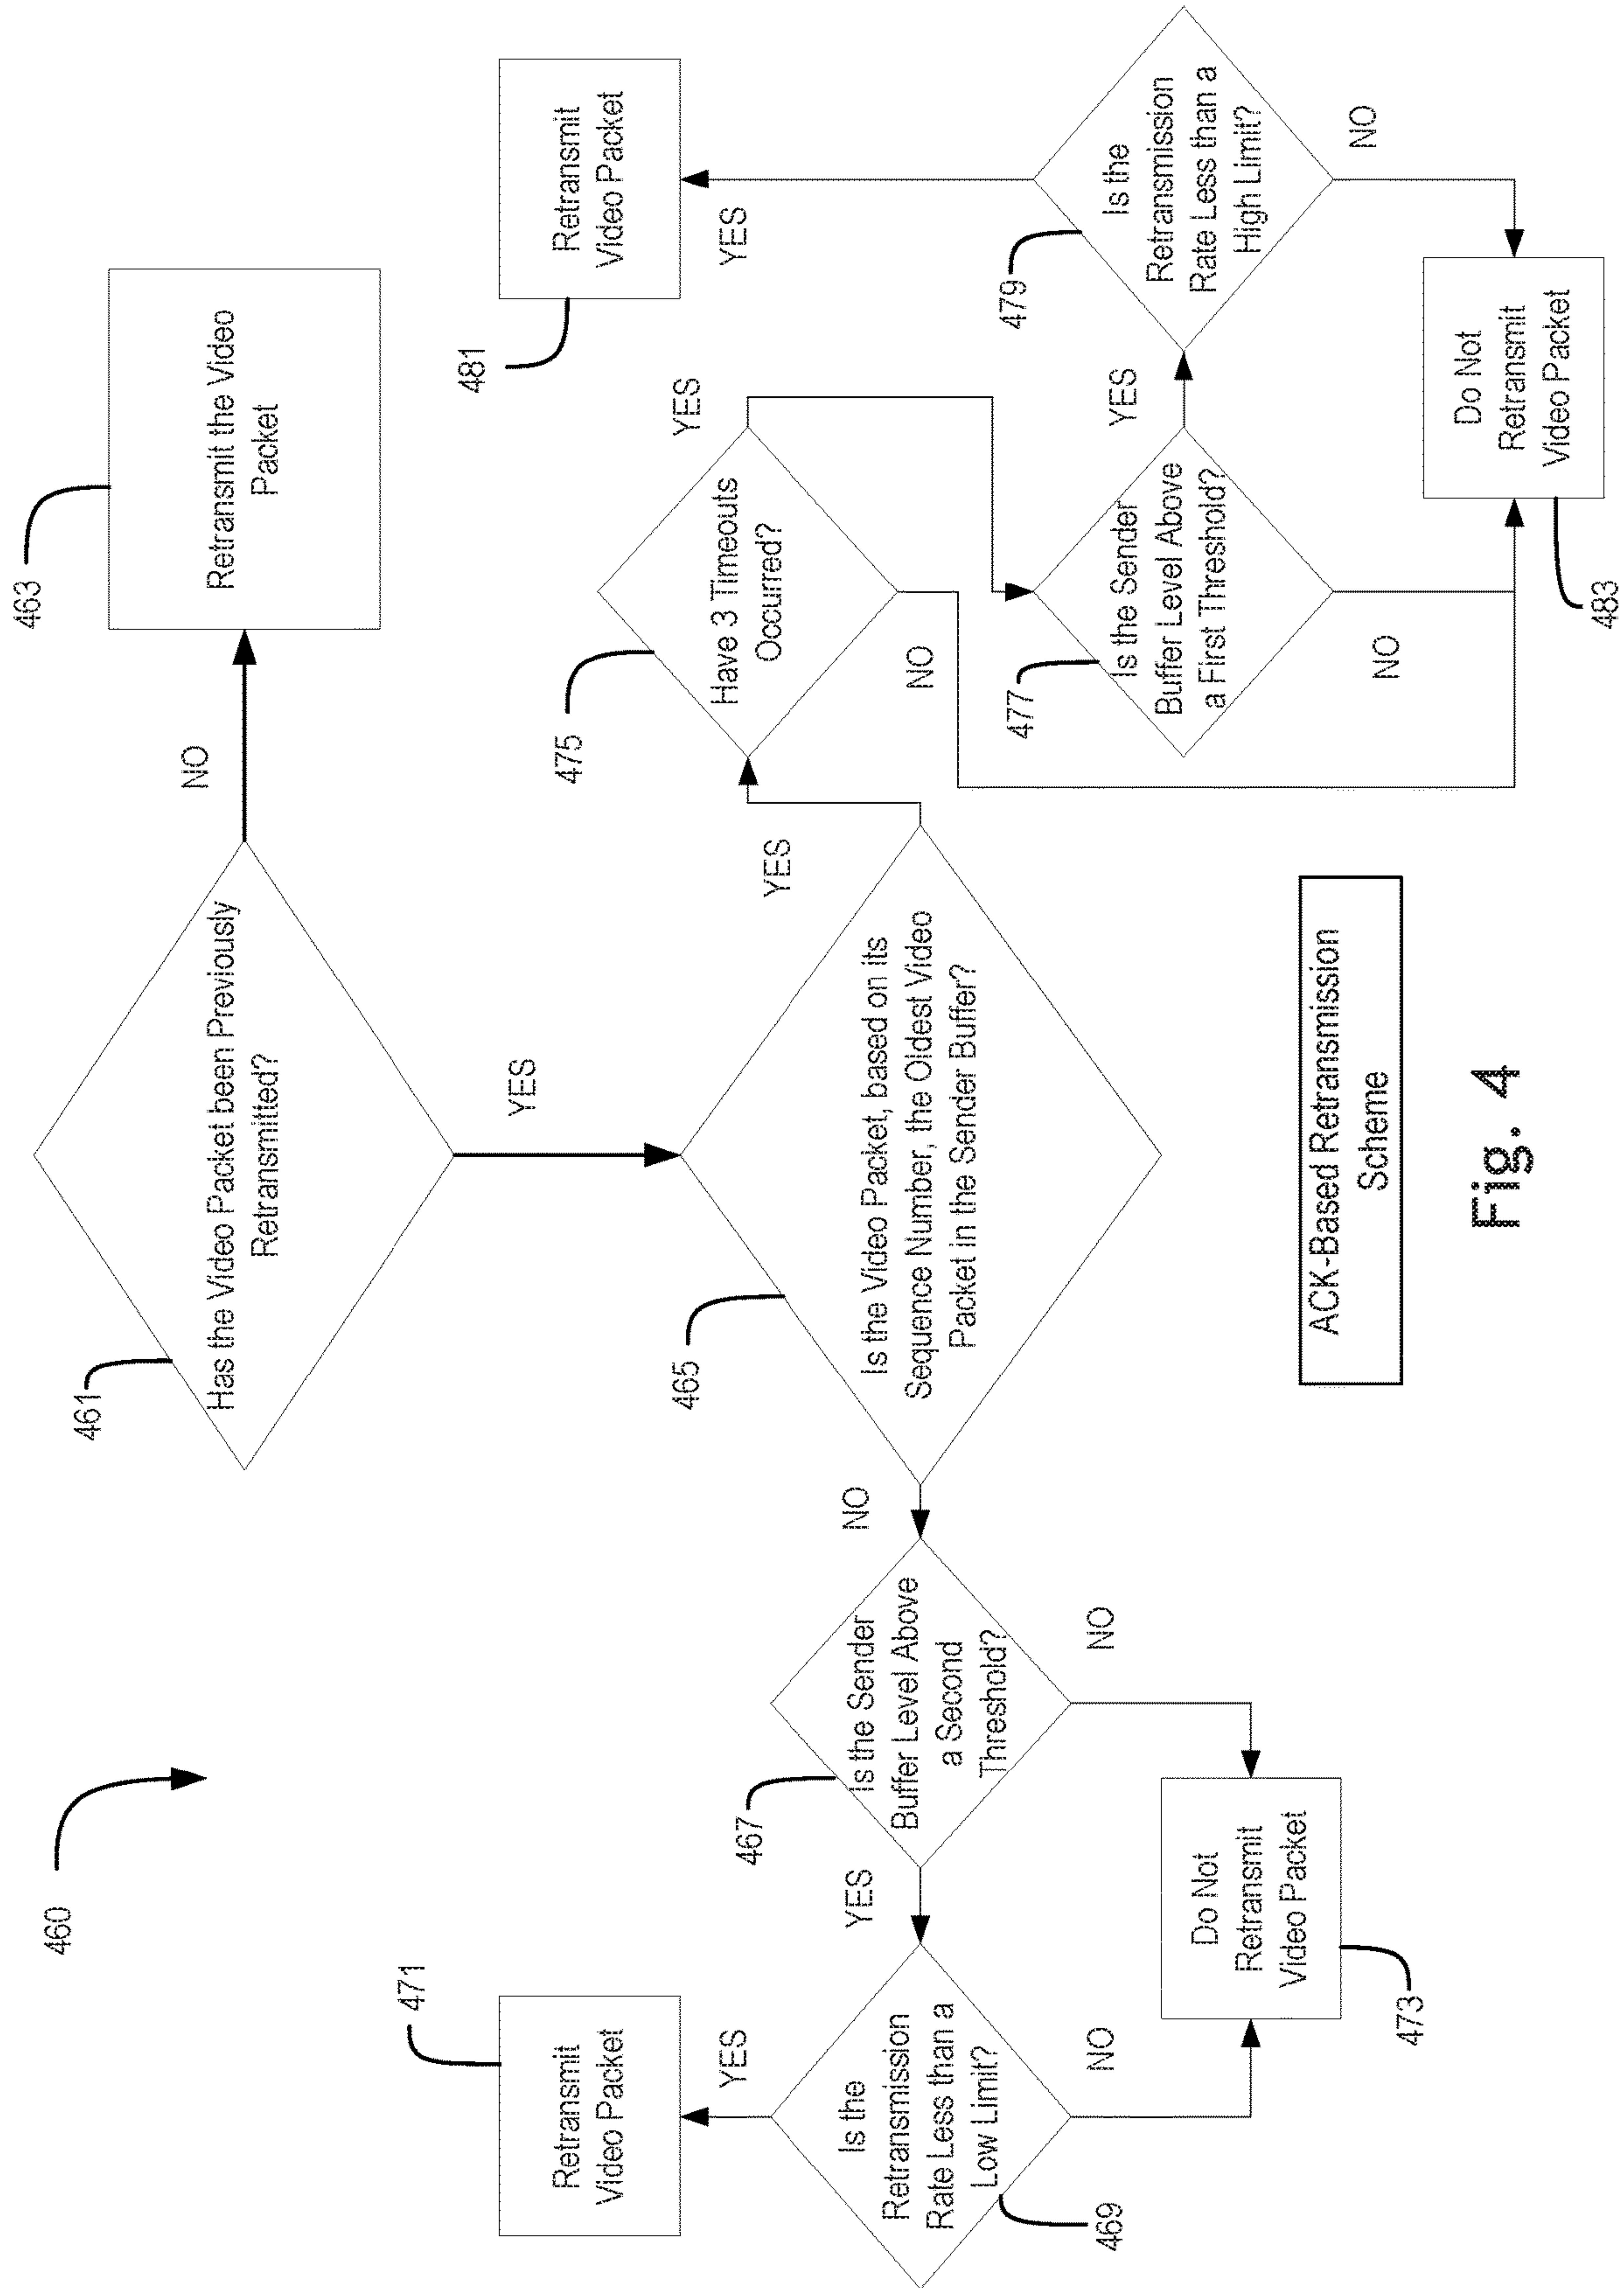 460
461
Has the Video Packet been Previously
Retransmitted?
NO
463
Retransmit the Video
Packet
YES
465
Is the Video Packet, based on its
Sequence Number, the Oldest Video
Packet in the Sender Buffer?
NO
YES
467
Is the Sender
Buffer Level Above
a Second
Threshold?
YES
NO
469
Is the
Retransmission
Rate Less than a
Low Limit?
YES
NO
471
Retransmit
Video Packet
Do Not
Retransmit
Video Packet
473
475
Have 3 Timeouts
Occurred?
YES
NO
477
Is the Sender
Buffer Level Above
a First Threshold?
YES
NO
479
Is the
Retransmission
Rate Less than a
High Limit?
YES
NO
481
Retransmit
Video Packet
Do Not
Retransmit
Video Packet
483
ACK-Based Retransmission
Scheme
Fig. 4